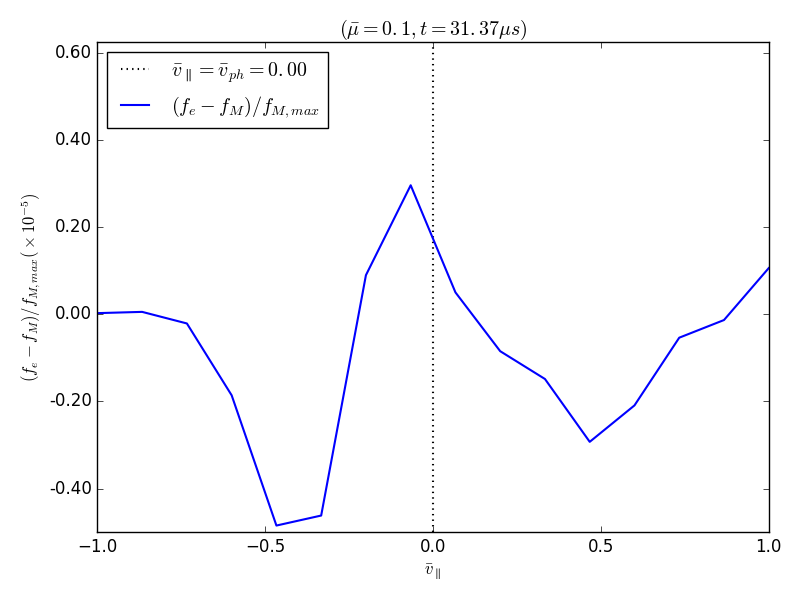 (μ̄ = 0.1, t = 31.37μs)
v̄∥ = v̄ph = 0.00
(fe − fM)/fM,max
0.60
0.40
0.20
0.00
-0.20
-0.40
(fe − fM)/fM,max(×10⁻⁵)
−1.0 −0.5 0.0 0.5 1.0
v̄∥